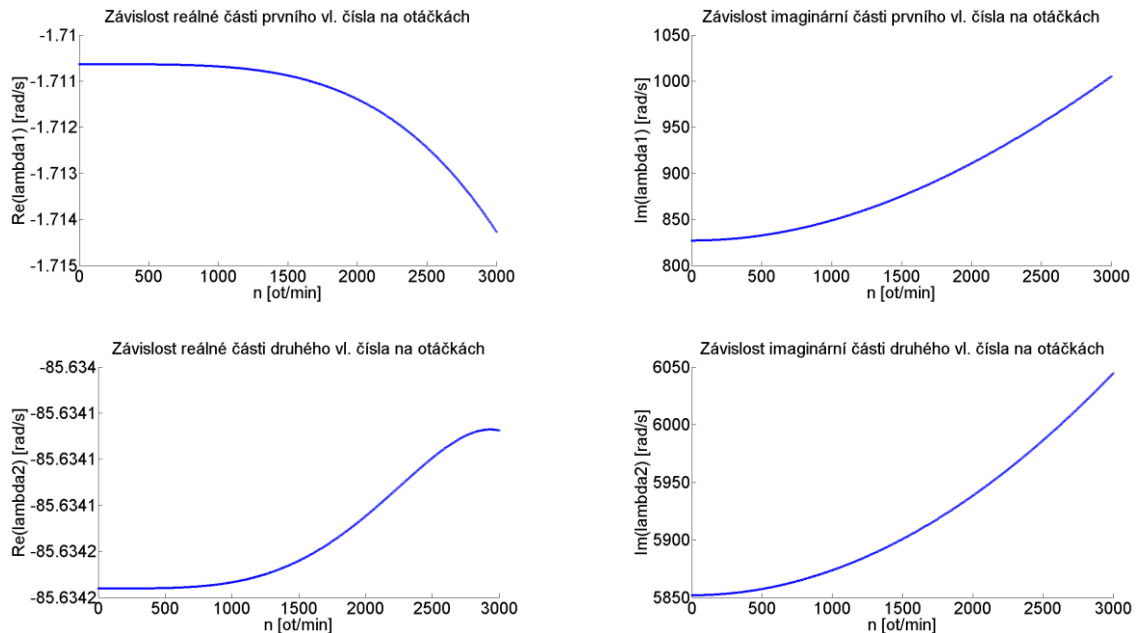 Závislost reálné části prvního vl. čísla na otáčkách
-1.71
-1.711
-1.712
-1.713
-1.714
-1.715
Re(lambda1) [rad/s]
0 500 1000 1500 2000 2500 3000
n [ot/min]
Závislost imaginární části prvního vl. čísla na otáčkách
1050
1000
950
900
850
800
Im(lambda1) [rad/s]
0 500 1000 1500 2000 2500 3000
n [ot/min]
Závislost reálné části druhého vl. čísla na otáčkách
-85.634
-85.6341
-85.6341
-85.6341
-85.6342
-85.6342
Re(lambda2) [rad/s]
0 500 1000 1500 2000 2500 3000
n [ot/min]
Závislost imaginární části druhého vl. čísla na otáčkách
6050
6000
5950
5900
5850
Im(lambda2) [rad/s]
0 500 1000 1500 2000 2500 3000
n [ot/min]